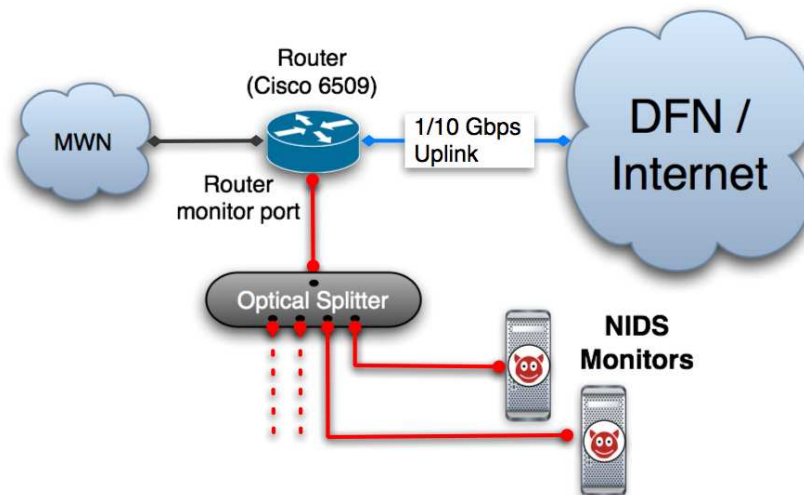 Router
(Cisco 6509)
MWN
1/10 Gbps
Uplink
DFN /
Internet
Router
monitor port
Optical Splitter
NIDS
Monitors